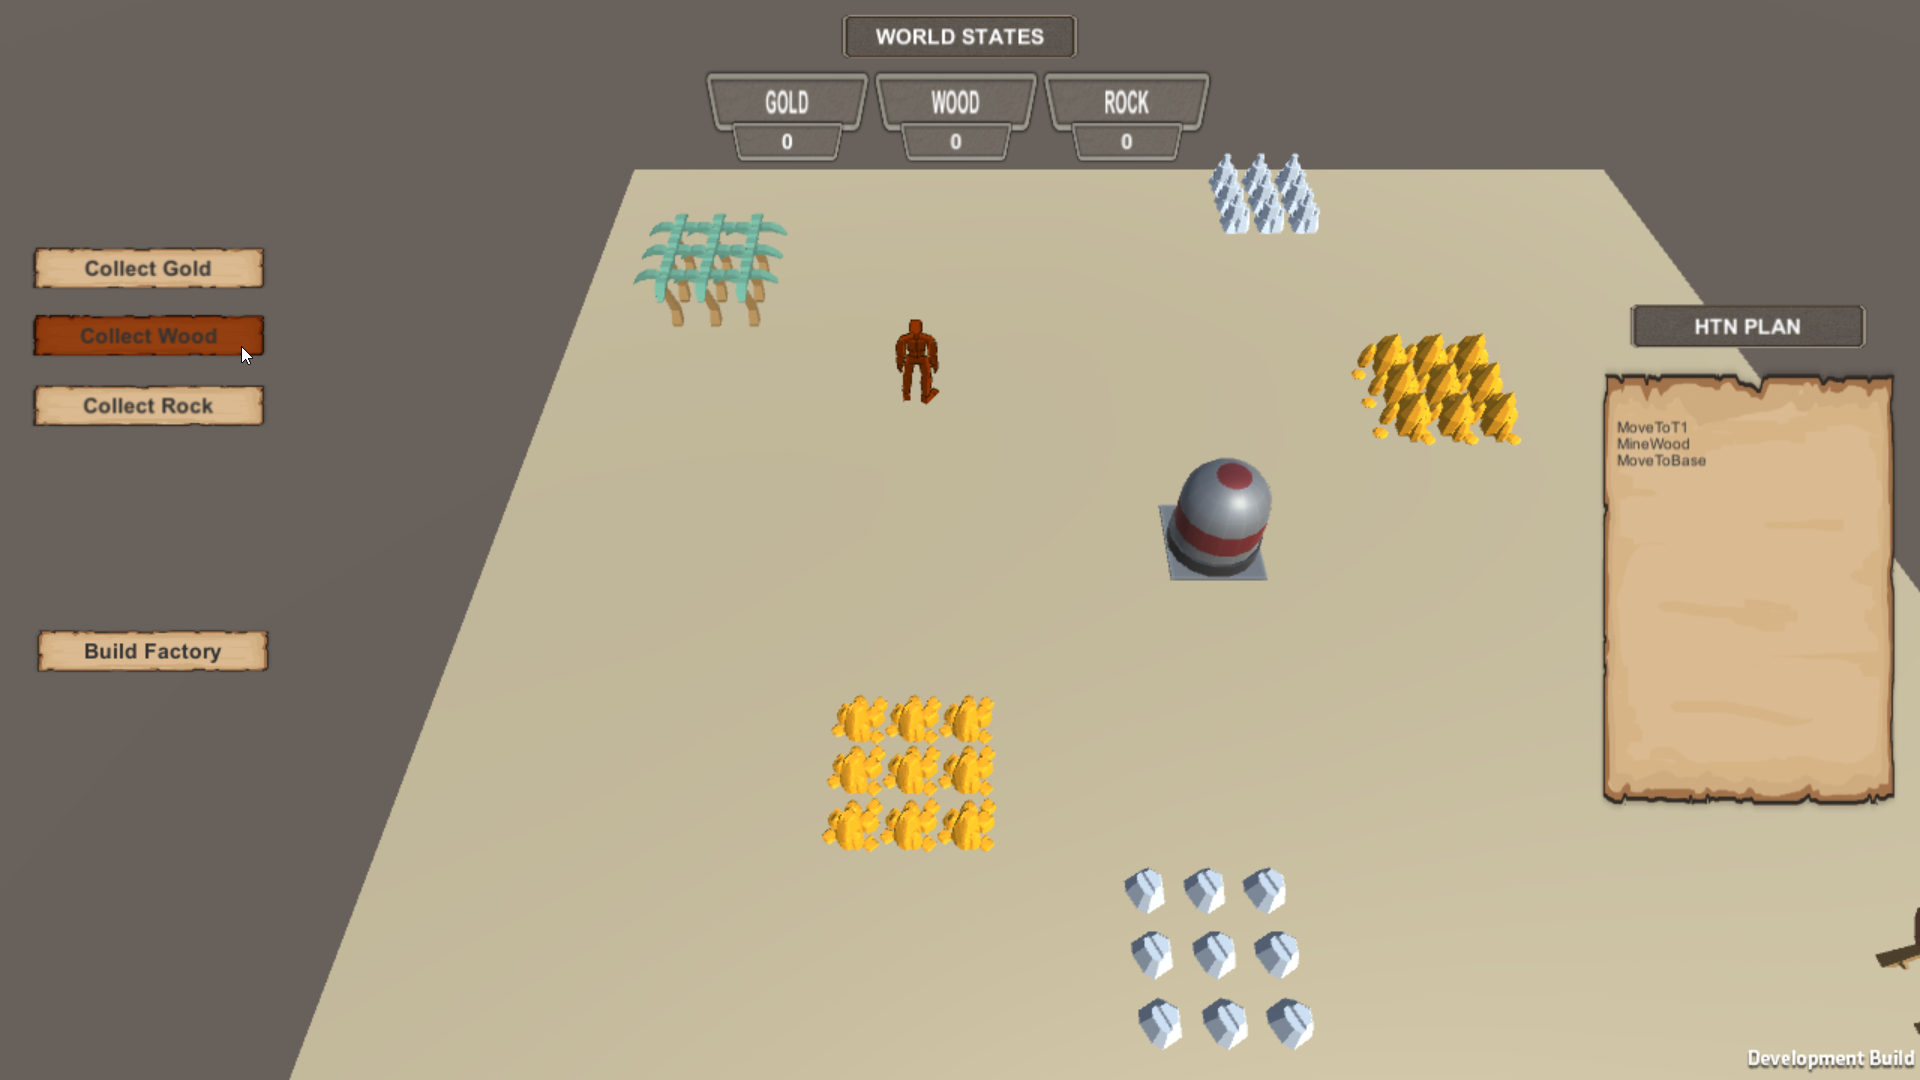 WORLD STATES
GOLD
WOOD
ROCK
0
0
0
Collect Gold
Collect Wood
Collect Rock
Build Factory
HTN PLAN
MoveToT1
MineWood
MoveToBase
Development Build